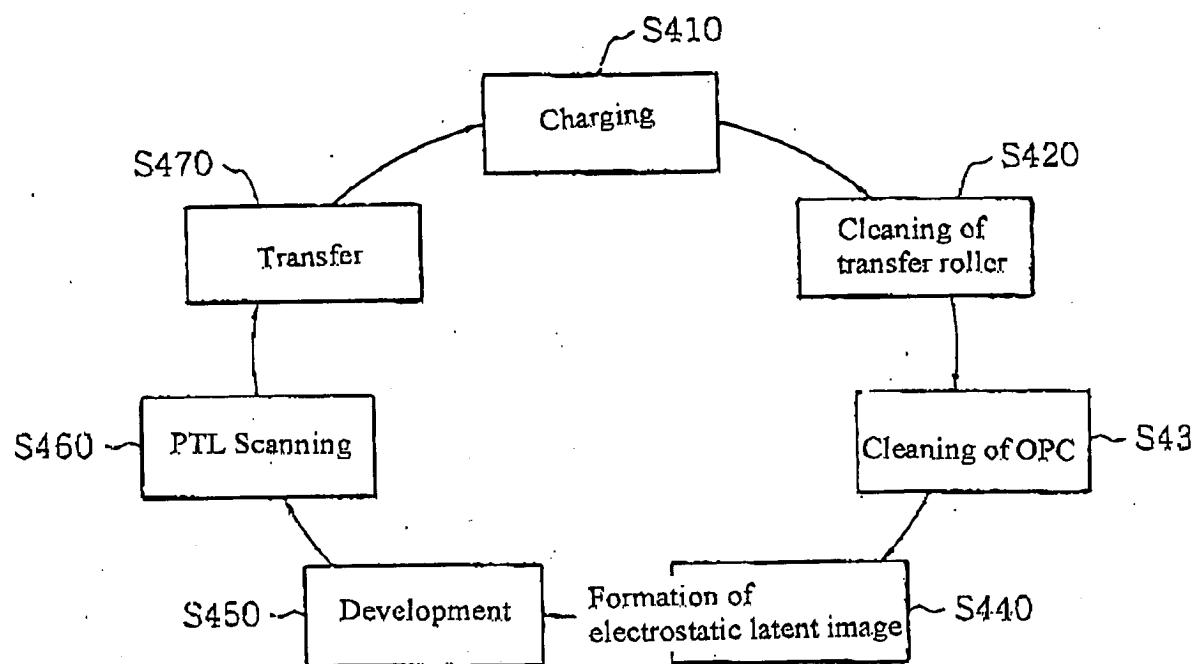 S410
Charging
S420
Cleaning of
transfer roller
S43
Cleaning of OPC
S440
Formation of
electrostatic latent image
S450
Development
S460
PTL Scanning
S470
Transfer